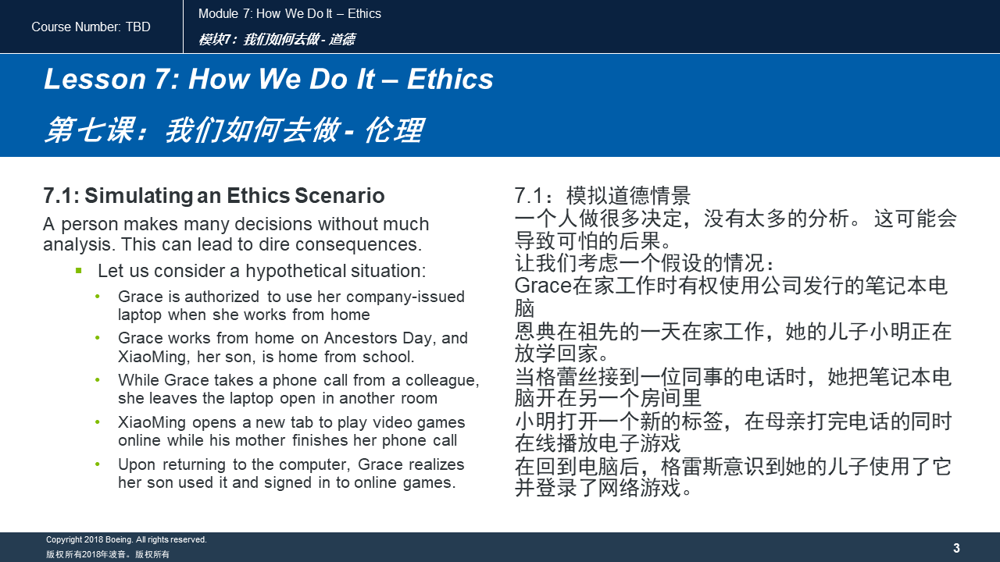 Course Number: TBD
Module 7: How We Do It – Ethics
模块7：我们如何去做 - 道德
Lesson 7: How We Do It – Ethics
第七课：我们如何去做 - 伦理
7.1: Simulating an Ethics Scenario
A person makes many decisions without much
analysis. This can lead to dire consequences.
▪ Let us consider a hypothetical situation:
• Grace is authorized to use her company-issued
laptop when she works from home
• Grace works from home on Ancestors Day, and
XiaoMing, her son, is home from school.
• While Grace takes a phone call from a colleague,
she leaves the laptop open in another room
• XiaoMing opens a new tab to play video games
online while his mother finishes her phone call
• Upon returning to the computer, Grace realizes
her son used it and signed in to online games.
7.1：模拟道德情景
一个人做很多决定，没有太多的分析。 这可能会
导致可怕的后果。
让我们考虑一个假设的情况：
Grace在家工作时有权使用公司发行的笔记本电
脑
恩典在祖先的一天在家工作，她的儿子小明正在
放学回家。
当格蕾丝接到一位同事的电话时，她把笔记本电
脑开在另一个房间里
小明打开一个新的标签，在母亲打完电话的同时
在线播放电子游戏
在回到电脑后，格雷斯意识到她的儿子使用了它
并登录了网络游戏。
Copyright 2018 Boeing. All rights reserved.
版权所有2018年波音。版权所有
3